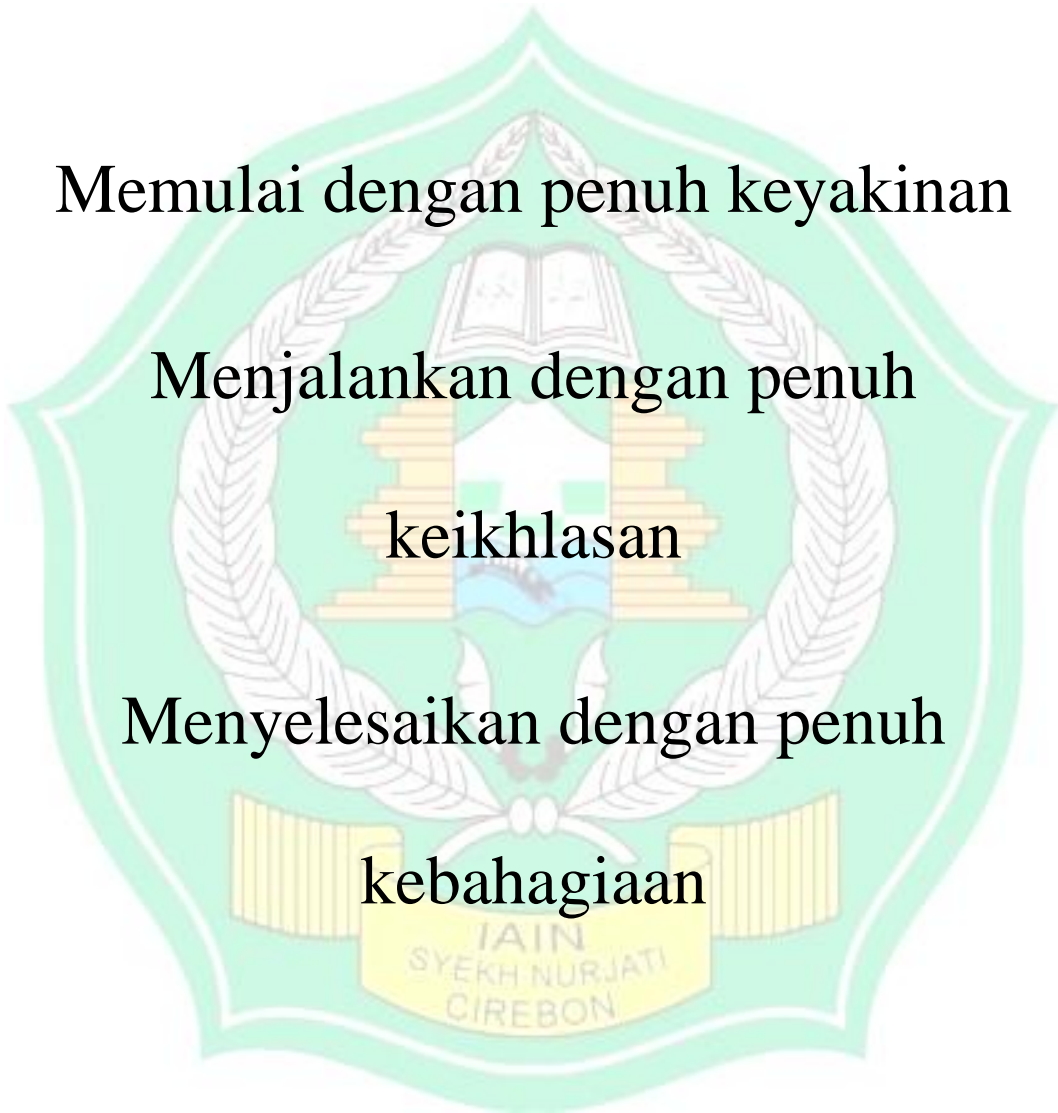 Memulai dengan penuh keyakinan
Menjalankan dengan penuh
keikhlasan
Menyelesaikan dengan penuh
kebahagiaan
IAIN
SYEKH NURJATI
CIREBON